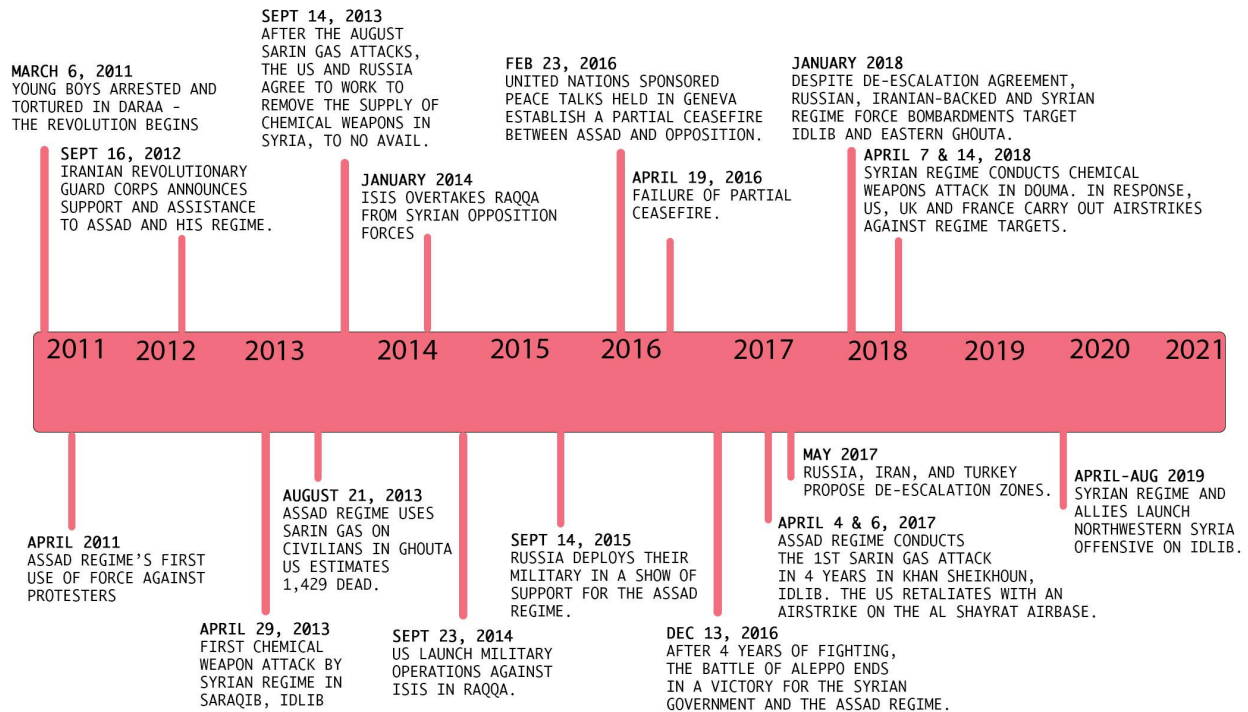 MARCH 6, 2011
YOUNG BOYS ARRESTED AND
TORTURED IN DARAA -
THE REVOLUTION BEGINS
SEPT 16, 2012
IRANIAN REVOLUTIONARY
GUARD CORPS ANNOUNCES
SUPPORT AND ASSISTANCE
TO ASSAD AND HIS REGIME.
SEPT 14, 2013
AFTER THE AUGUST
SARIN GAS ATTACKS,
THE US AND RUSSIA
AGREE TO WORK TO
REMOVE THE SUPPLY OF
CHEMICAL WEAPONS IN
SYRIA, TO NO AVAIL.
JANUARY 2014
ISIS OVERTAKES RAQQA
FROM SYRIAN OPPOSITION
FORCES
FEB 23, 2016
UNITED NATIONS SPONSORED
PEACE TALKS HELD IN GENEVA
ESTABLISH A PARTIAL CEASEFIRE
BETWEEN ASSAD AND OPPOSITION.
APRIL 19, 2016
FAILURE OF PARTIAL
CEASEFIRE.
JANUARY 2018
DESPITE DE-ESCALATION AGREEMENT,
RUSSIAN, IRANIAN-BACKED AND SYRIAN
REGIME FORCE BOMBARDMENTS TARGET
IDLIB AND EASTERN GHOUTA.
APRIL 7 & 14, 2018
SYRIAN REGIME CONDUCTS CHEMICAL
WEAPONS ATTACK IN DOUMA. IN RESPONSE,
US, UK AND FRANCE CARRY OUT AIRSTRIKES
AGAINST REGIME TARGETS.
2011 2012 2013 2014 2015 2016 2017 2018 2019 2020 2021
APRIL 2011
ASSAD REGIME'S FIRST
USE OF FORCE AGAINST
PROTESTERS
APRIL 29, 2013
FIRST CHEMICAL
WEAPON ATTACK BY
SYRIAN REGIME IN
SARAQIB, IDLIB
AUGUST 21, 2013
ASSAD REGIME USES
SARIN GAS ON
CIVILIANS IN GHOUTA
US ESTIMATES
1,429 DEAD.
SEPT 23, 2014
US LAUNCH MILITARY
OPERATIONS AGAINST
ISIS IN RAQQA.
SEPT 14, 2015
RUSSIA DEPLOYS THEIR
MILITARY IN A SHOW OF
SUPPORT FOR THE ASSAD
REGIME.
DEC 13, 2016
AFTER 4 YEARS OF FIGHTING,
THE BATTLE OF ALEPPO ENDS
IN A VICTORY FOR THE SYRIAN
GOVERNMENT AND THE ASSAD REGIME.
APRIL 4 & 6, 2017
ASSAD REGIME CONDUCTS
THE 1ST SARIN GAS ATTACK
IN 4 YEARS IN KHAN SHEIKHOUN,
IDLIB. THE US RETALIATES WITH AN
AIRSTRIKE ON THE AL SHAYRAT AIRBASE.
MAY 2017
RUSSIA, IRAN, AND TURKEY
PROPOSE DE-ESCALATION ZONES.
APRIL-AUG 2019
SYRIAN REGIME AND
ALLIES LAUNCH
NORTHWESTERN SYRIA
OFFENSIVE ON IDLIB.